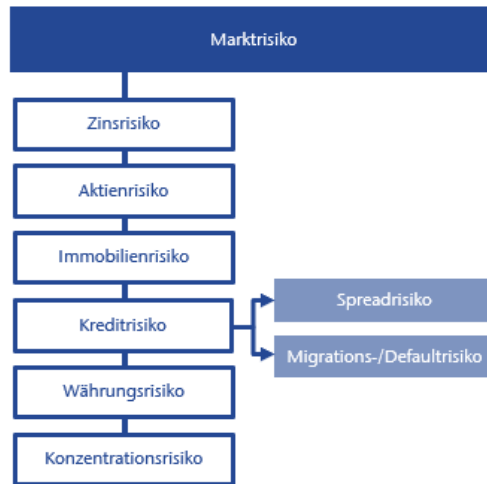 Marktrisiko
Zinsrisiko
Aktienrisiko
Immobilienrisiko
Kreditrisiko
Spreadrisiko
Migrations-/Defaultrisiko
Währungsrisiko
Konzentrationsrisiko